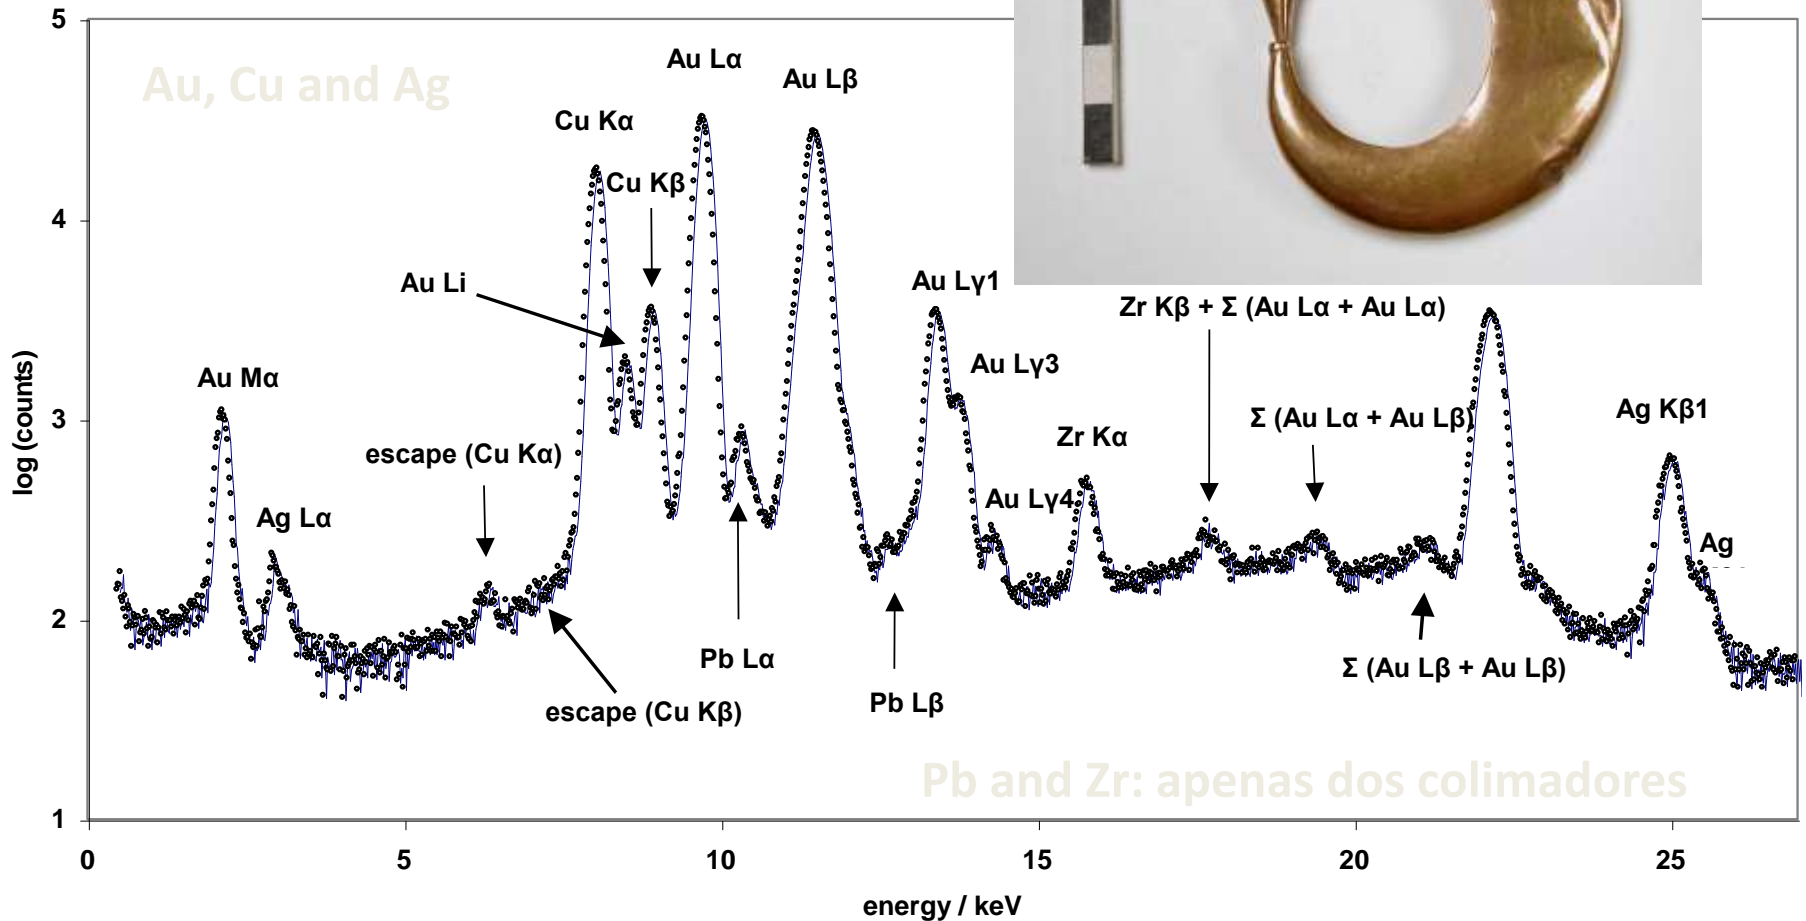 5
Au Lα
Au, Cu and Ag
Au Lβ
Cu Kα
Cu Kβ
4
Au Li
Au Lγ1
Zr Kβ + Σ (Au Lα + Au Lα)
Au Mα
Au Lγ3
Ag Kβ1
log (counts)
3
Σ (Au Lα + Au Lβ)
escape (Cu Kα)
Zr Kα
Ag Lα
Au Lγ4
Ag
2
Pb Lα
Σ (Au Lβ + Au Lβ)
escape (Cu Kβ)
Pb Lβ
Pb and Zr: apenas dos colimadores
1
0
5
10
15
20
25
energy / keV